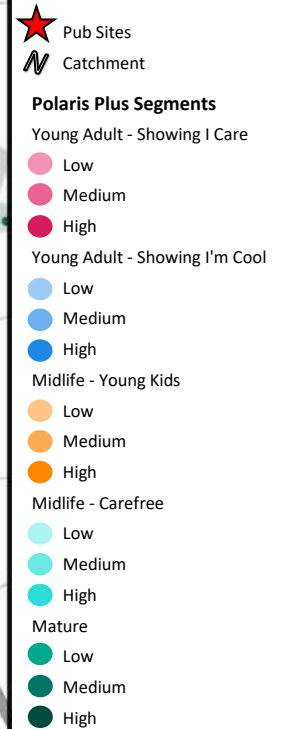 Pub Sites
Catchment
Polaris Plus Segments
Young Adult - Showing I Care
Low
Medium
High
Young Adult - Showing I'm Cool
Low
Medium
High
Midlife - Young Kids
Low
Medium
High
Midlife - Carefree
Low
Medium
High
Mature
Low
Medium
High